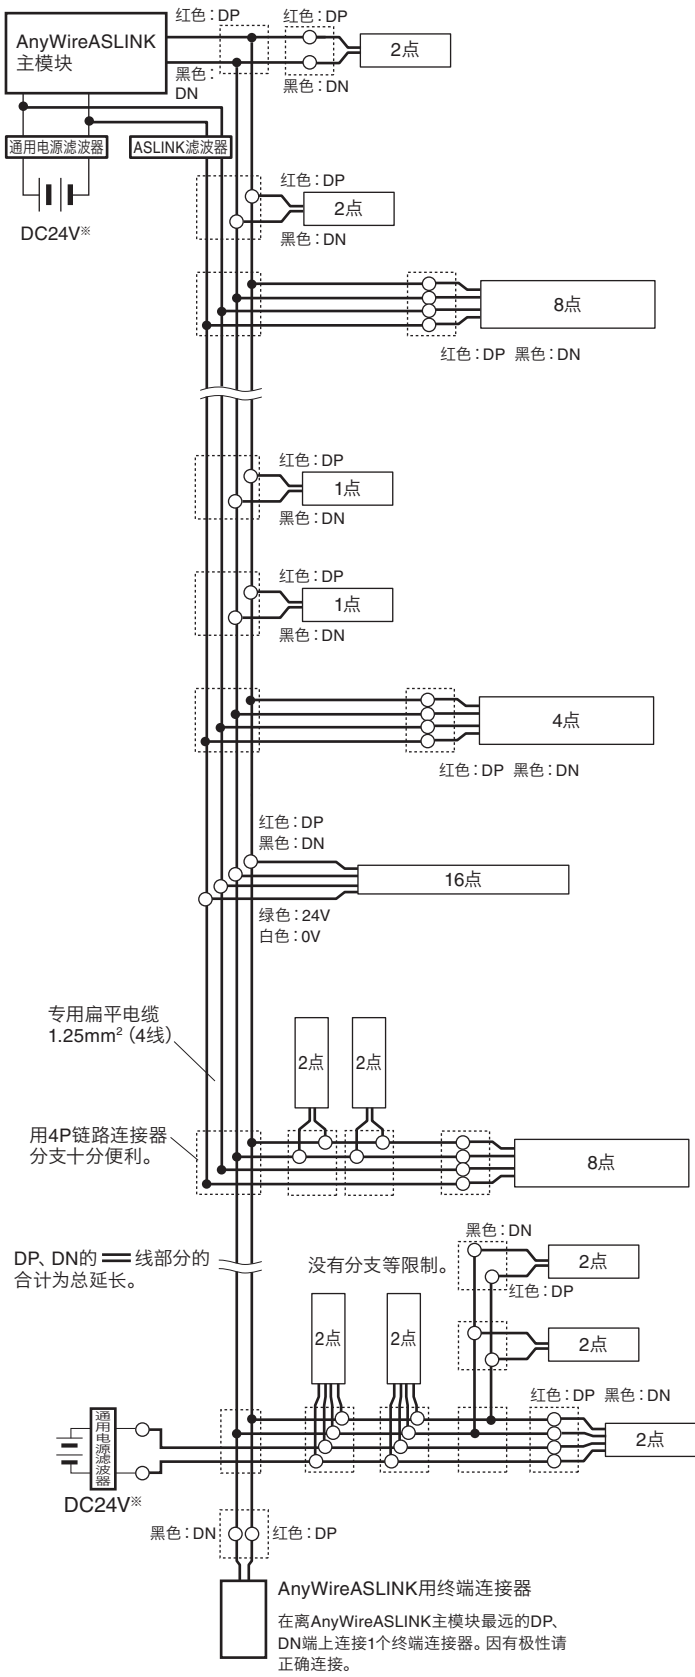 红色：DP
红色：DP
AnyWireASLINK
主模块
2点
黑色：
DN
黑色：DN
通用电源滤波器
ASLINK滤波器
DC24V※
红色：DP
2点
黑色：DN
8点
红色：DP 黑色：DN
红色：DP
1点
黑色：DN
红色：DP
1点
黑色：DN
4点
红色：DP 黑色：DN
红色：DP
黑色：DN
16点
绿色：24V
白色：0V
专用扁平电缆
1.25mm²（4线）
2点
2点
用4P链路连接器
分支十分便利。
8点
黑色：DN
DP、DN的 线部分的
合计为总延长。
没有分支等限制。
2点
红色：DP
2点
2点
2点
红色：DP 黑色：DN
通用电源滤波器
2点
DC24V※
黑色：DN
红色：DP
AnyWireASLINK用终端连接器
在离AnyWireASLINK主模块最远的DP、
DN端上连接1个终端连接器。因有极性请
正确连接。